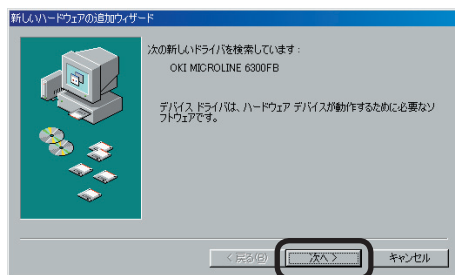 新しいハードウェアの追加ウィザード
次の新しいドライバを検索しています:
OKI MICROLINE 6300FB
デバイス ドライバは、ハードウェア デバイスが動作するために必要なソ
フトウェアです。
< 戻る(B)
次へ >
キャンセル